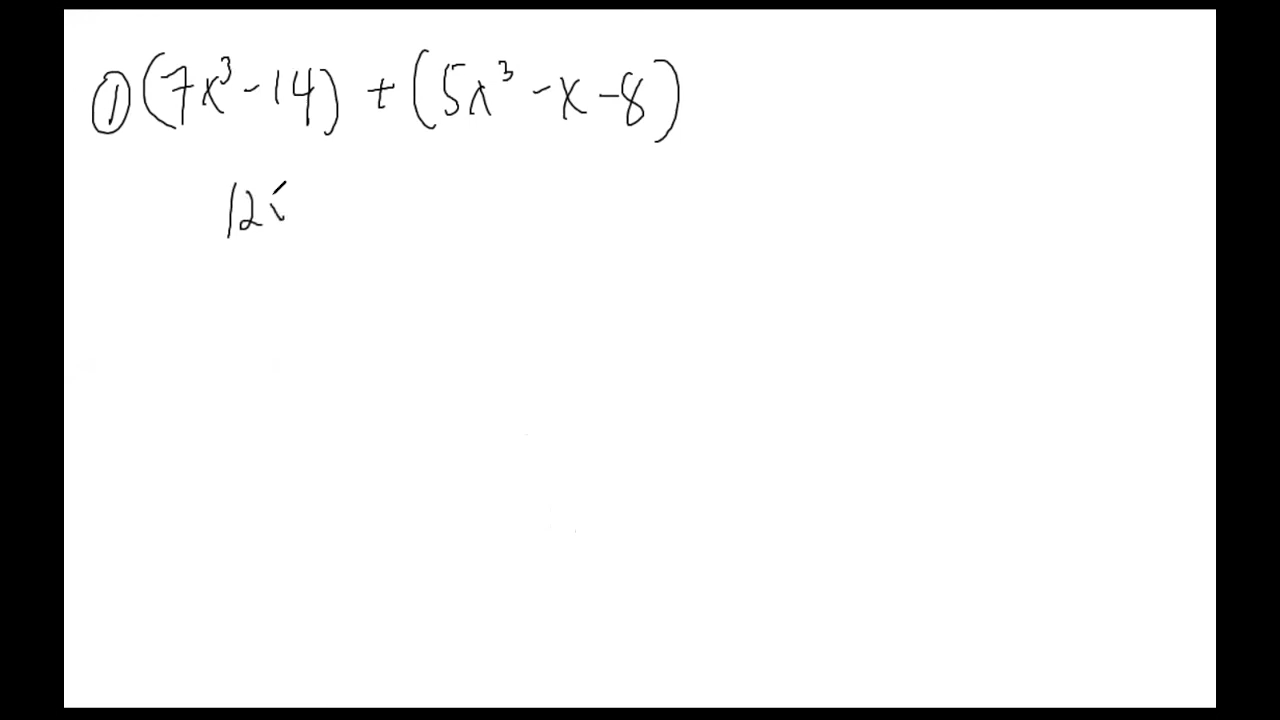 ① (7x³ - 14) + (5x³ - x - 8)
12